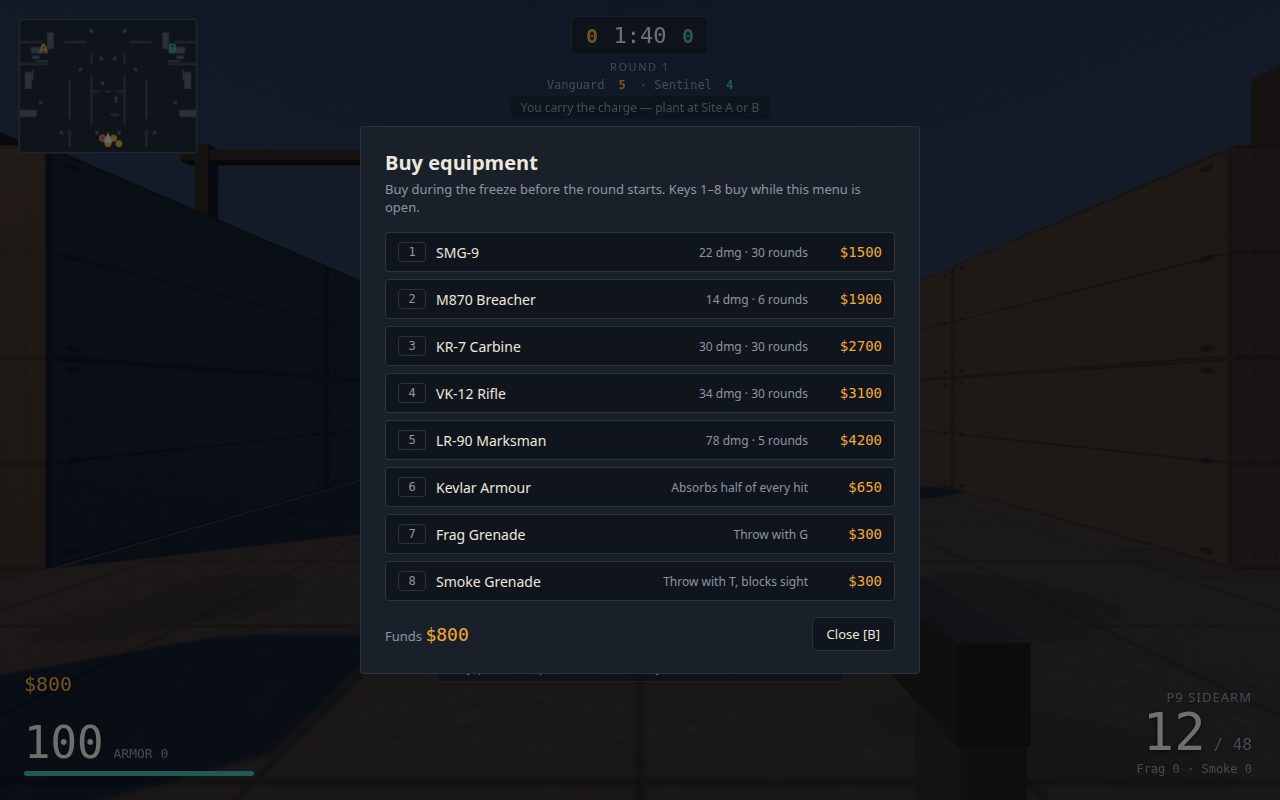 A
B
0 1:40 0
ROUND 1
Vanguard 5 · Sentinel 4
You carry the charge — plant at Site A or B
Buy equipment
Buy during the freeze before the round starts. Keys 1–8 buy while this menu is
open.
1 SMG-9 22 dmg · 30 rounds $1500
2 M870 Breacher 14 dmg · 6 rounds $1900
3 KR-7 Carbine 30 dmg · 30 rounds $2700
4 VK-12 Rifle 34 dmg · 30 rounds $3100
5 LR-90 Marksman 78 dmg · 5 rounds $4200
6 Kevlar Armour Absorbs half of every hit $650
7 Frag Grenade Throw with G $300
8 Smoke Grenade Throw with T, blocks sight $300
Funds $800
Close [B]
$800
100 ARMOR 0
P9 SIDEARM
12 / 48
Frag 0 · Smoke 0